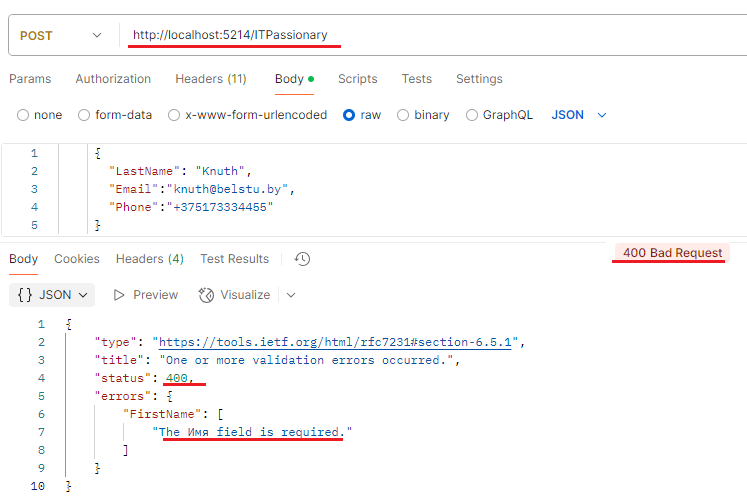 POST http://localhost:5214/ITPassionary
Params Authorization Headers (11) Body Scripts Tests Settings
none form-data x-www-form-urlencoded raw binary GraphQL JSON
1 {
2 "LastName": "Knuth",
3 "Email":"knuth@belstu.by",
4 "Phone":"+375173334455"
5 }
Body Cookies Headers (4) Test Results 400 Bad Request
{} JSON Preview Visualize
1 {
2 "type": "https://tools.ietf.org/html/rfc7231#section-6.5.1",
3 "title": "One or more validation errors occurred.",
4 "status": 400,
5 "errors": {
6 "FirstName": [
7 "The Имя field is required."
8 ]
9 }
10 }